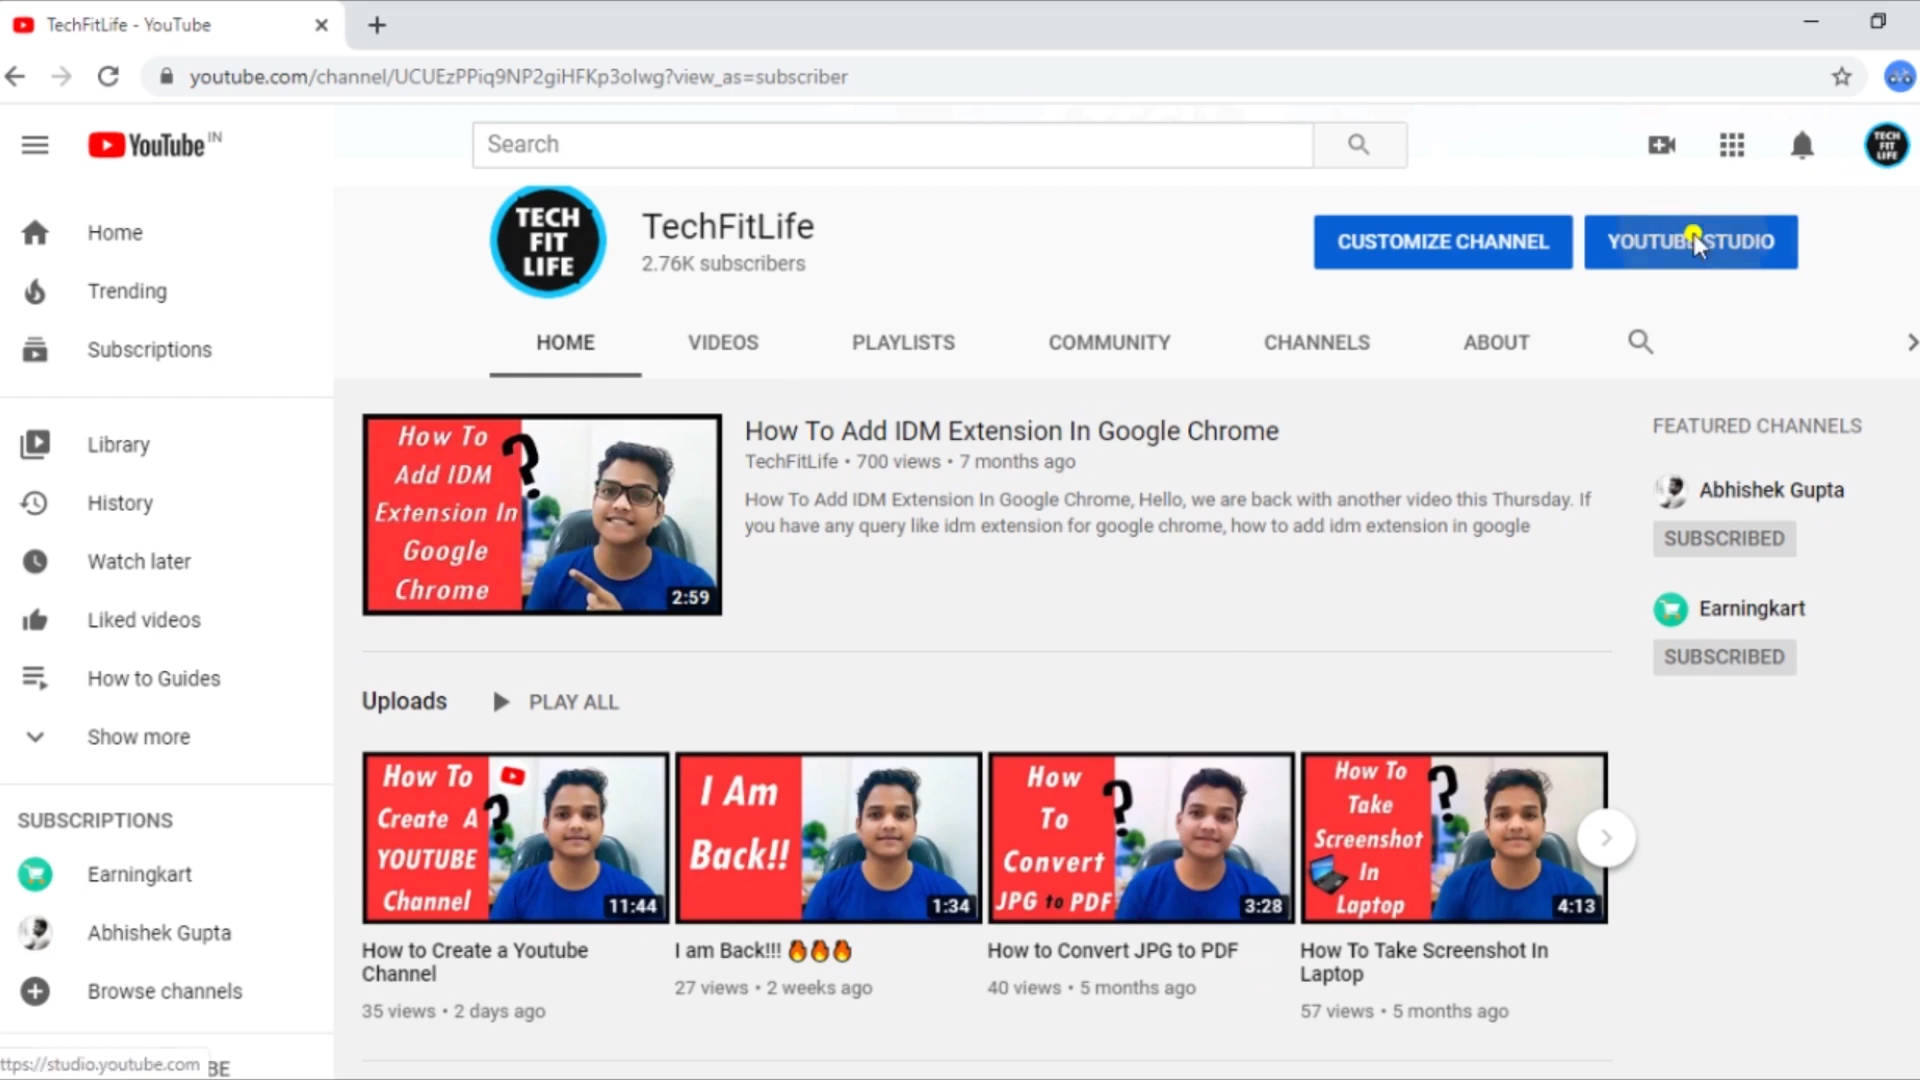 TechFitLife - YouTube
youtube.com/channel/UCUEzPPiq9NP2giHFKp3olwg?view_as=subscriber
YouTube IN
Search
TECH FIT LIFE
Home
Trending
Subscriptions
Library
History
Watch later
Liked videos
How to Guides
Show more
SUBSCRIPTIONS
Earningkart
Abhishek Gupta
Browse channels
ttps://studio.youtube.com
BE
TECH
FIT
LIFE
TechFitLife
2.76K subscribers
CUSTOMIZE CHANNEL
YOUTUBE STUDIO
HOME
VIDEOS
PLAYLISTS
COMMUNITY
CHANNELS
ABOUT
How To
Add IDM
Extension In
Google
Chrome
?
2:59
How To Add IDM Extension In Google Chrome
TechFitLife • 700 views • 7 months ago
How To Add IDM Extension In Google Chrome, Hello, we are back with another video this Thursday. If
you have any query like idm extension for google chrome, how to add idm extension in google
FEATURED CHANNELS
Abhishek Gupta
SUBSCRIBED
Earningkart
SUBSCRIBED
Uploads
PLAY ALL
How To
Create A
YOUTUBE
Channel
?
11:44
How to Create a Youtube
Channel
35 views • 2 days ago
I Am
Back!!
1:34
I am Back!!! 🔥🔥🔥
27 views • 2 weeks ago
How
To
Convert
JPG to PDF
?
3:28
How to Convert JPG to PDF
40 views • 5 months ago
How To
Take
Screenshot
In
Laptop
?
4:13
How To Take Screenshot In
Laptop
57 views • 5 months ago